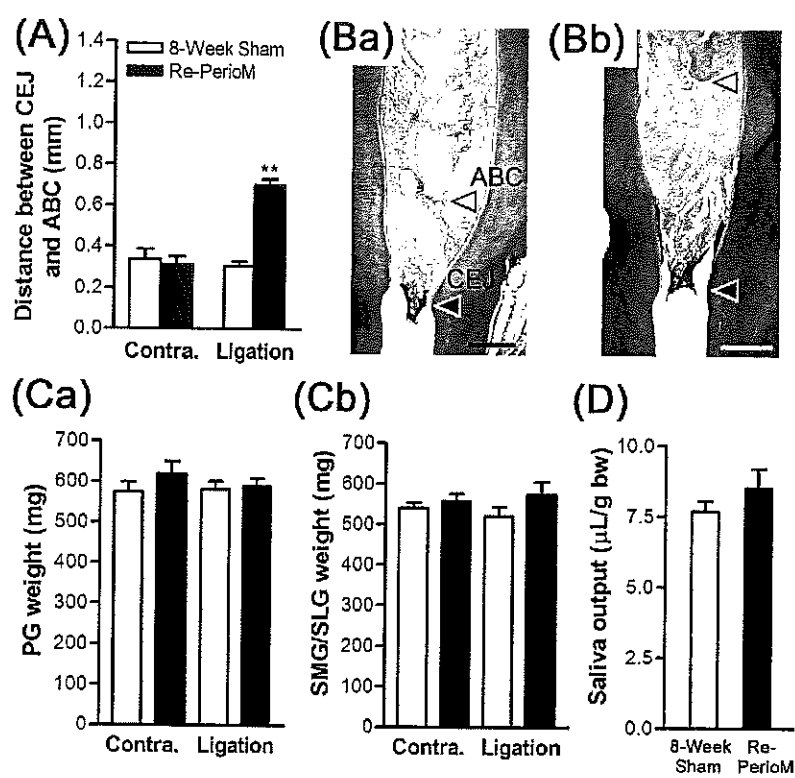 (A)
1.4
1.2
1.0
0.8
0.6
0.4
0.2
0.0
Distance between CEJ
and ABC (mm)
8-Week Sham
Re-PerioM
**
Contra.
Ligation
(Ba)
ABC
CEJ
(Bb)
(Ca)
700
600
500
400
300
200
100
0
PG weight (mg)
Contra.
Ligation
(Cb)
700
600
500
400
300
200
100
0
SMG/SLG weight (mg)
Contra.
Ligation
(D)
10.0
7.5
2.5
0.0
Saliva output (µL/g bw)
8-Week
Sham
Re-
PerioM